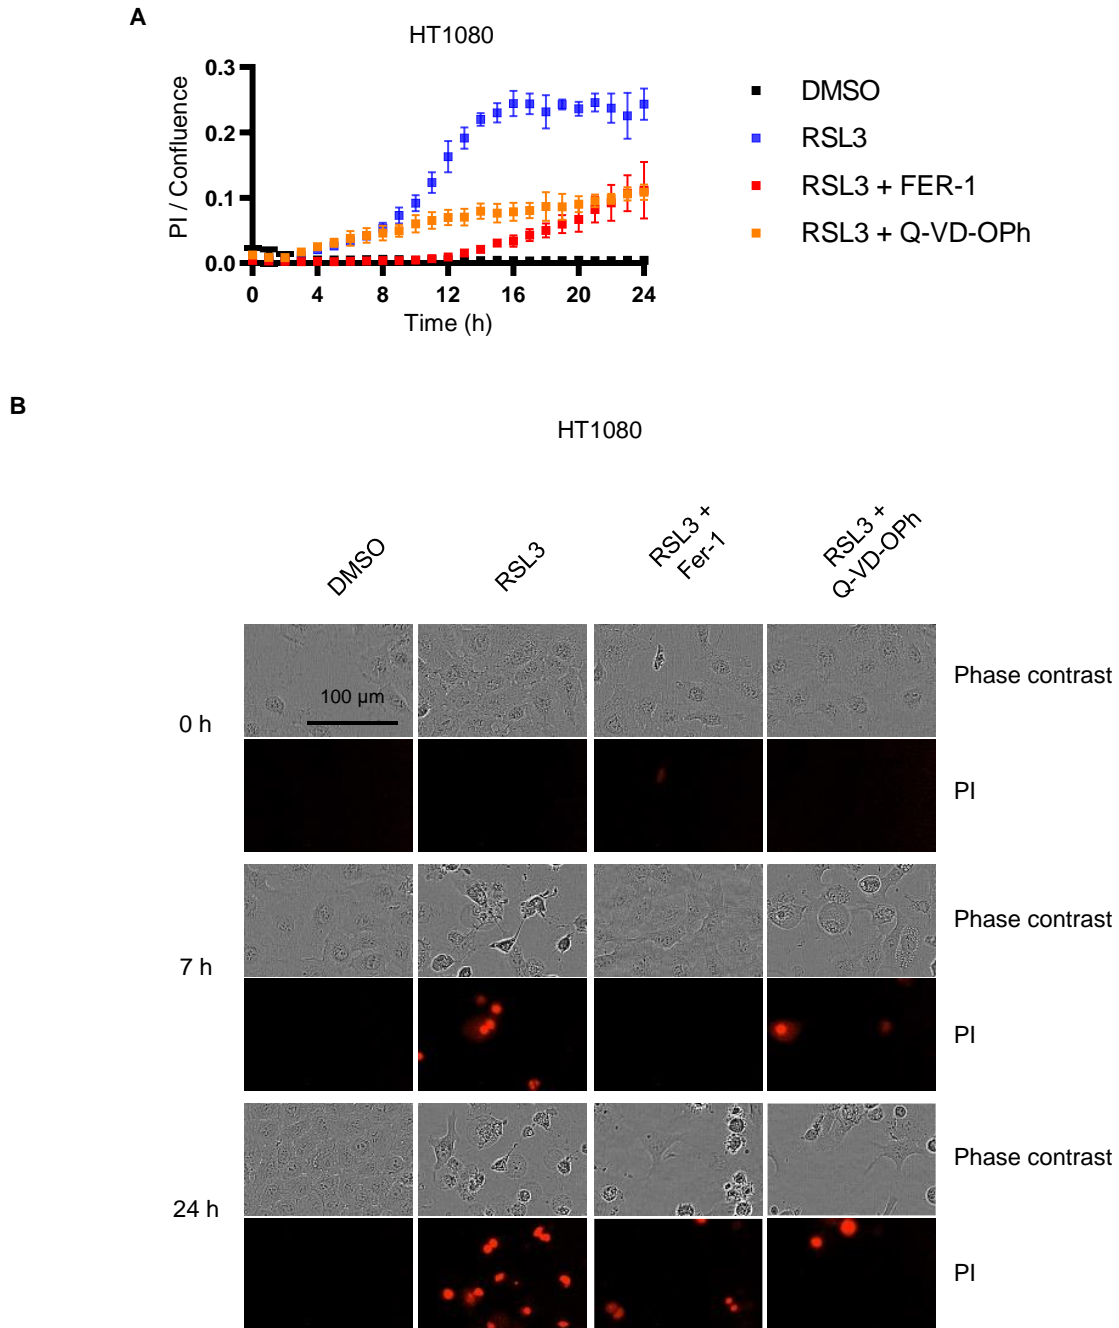 A
HT1080
PI / Confluence
0.3
0.2
0.1
0.0
0 4 8 12 16 20 24
Time (h)
DMSO
RSL3
RSL3 + FER-1
RSL3 + Q-VD-OPh
B
HT1080
DMSO
RSL3
RSL3 +
Fer-1
RSL3 +
Q-VD-OPh
Phase contrast
100 µm
0 h
PI
Phase contrast
7 h
PI
Phase contrast
24 h
PI